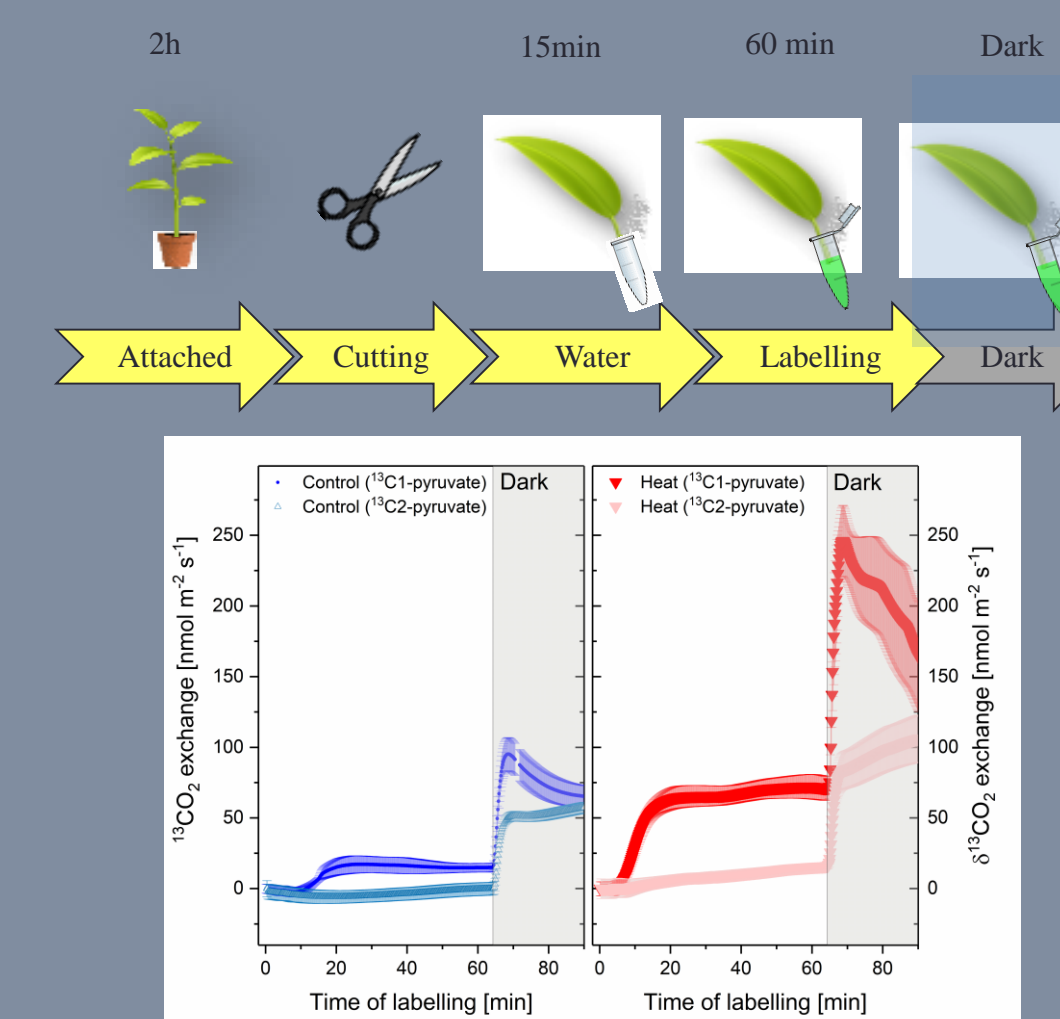 2h 15min 60 min Dark
Attached Cutting Water Labelling Dark
Control (¹³C1-pyruvate) Dark
Control (¹³C2-pyruvate)
Heat (¹³C1-pyruvate) Dark
Heat (¹³C2-pyruvate)
¹³CO₂ exchange [nmol m⁻² s⁻¹]
250
200
150
100
50
0
250
200
150
100
50
0
δ¹³CO₂ exchange [nmol m⁻² s⁻¹]
0 20 40 60 80
0 20 40 60 80
Time of labelling [min]
Time of labelling [min]